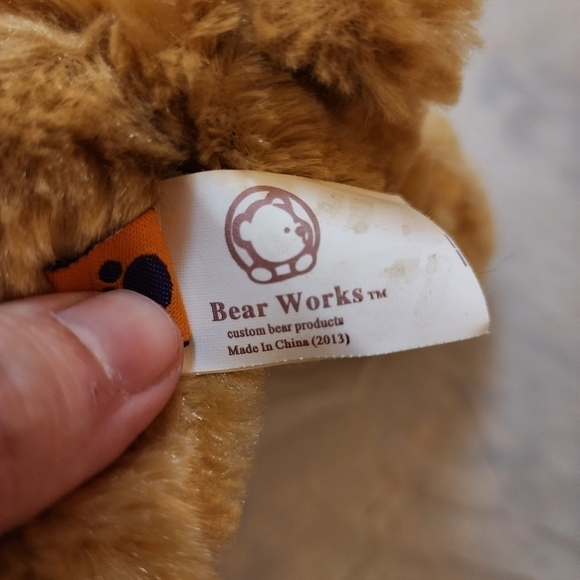 Bear Works™
custom bear products
Made In China (2013)